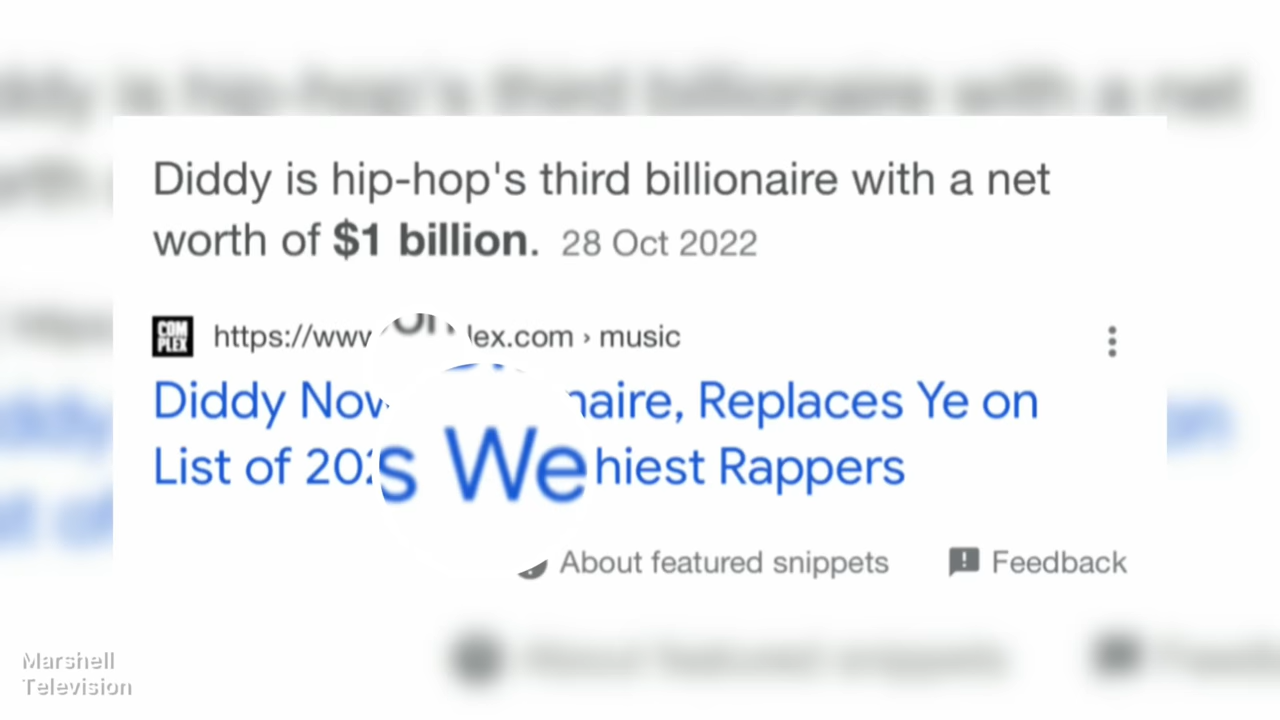 Diddy is hip-hop's third billionaire with a net
worth of $1 billion. 28 Oct 2022
COM
PLEX
https://www lex.com › music
Diddy Now naire, Replaces Ye on
List of 202 s We hiest Rappers
About featured snippets Feedback
Marshell
Television